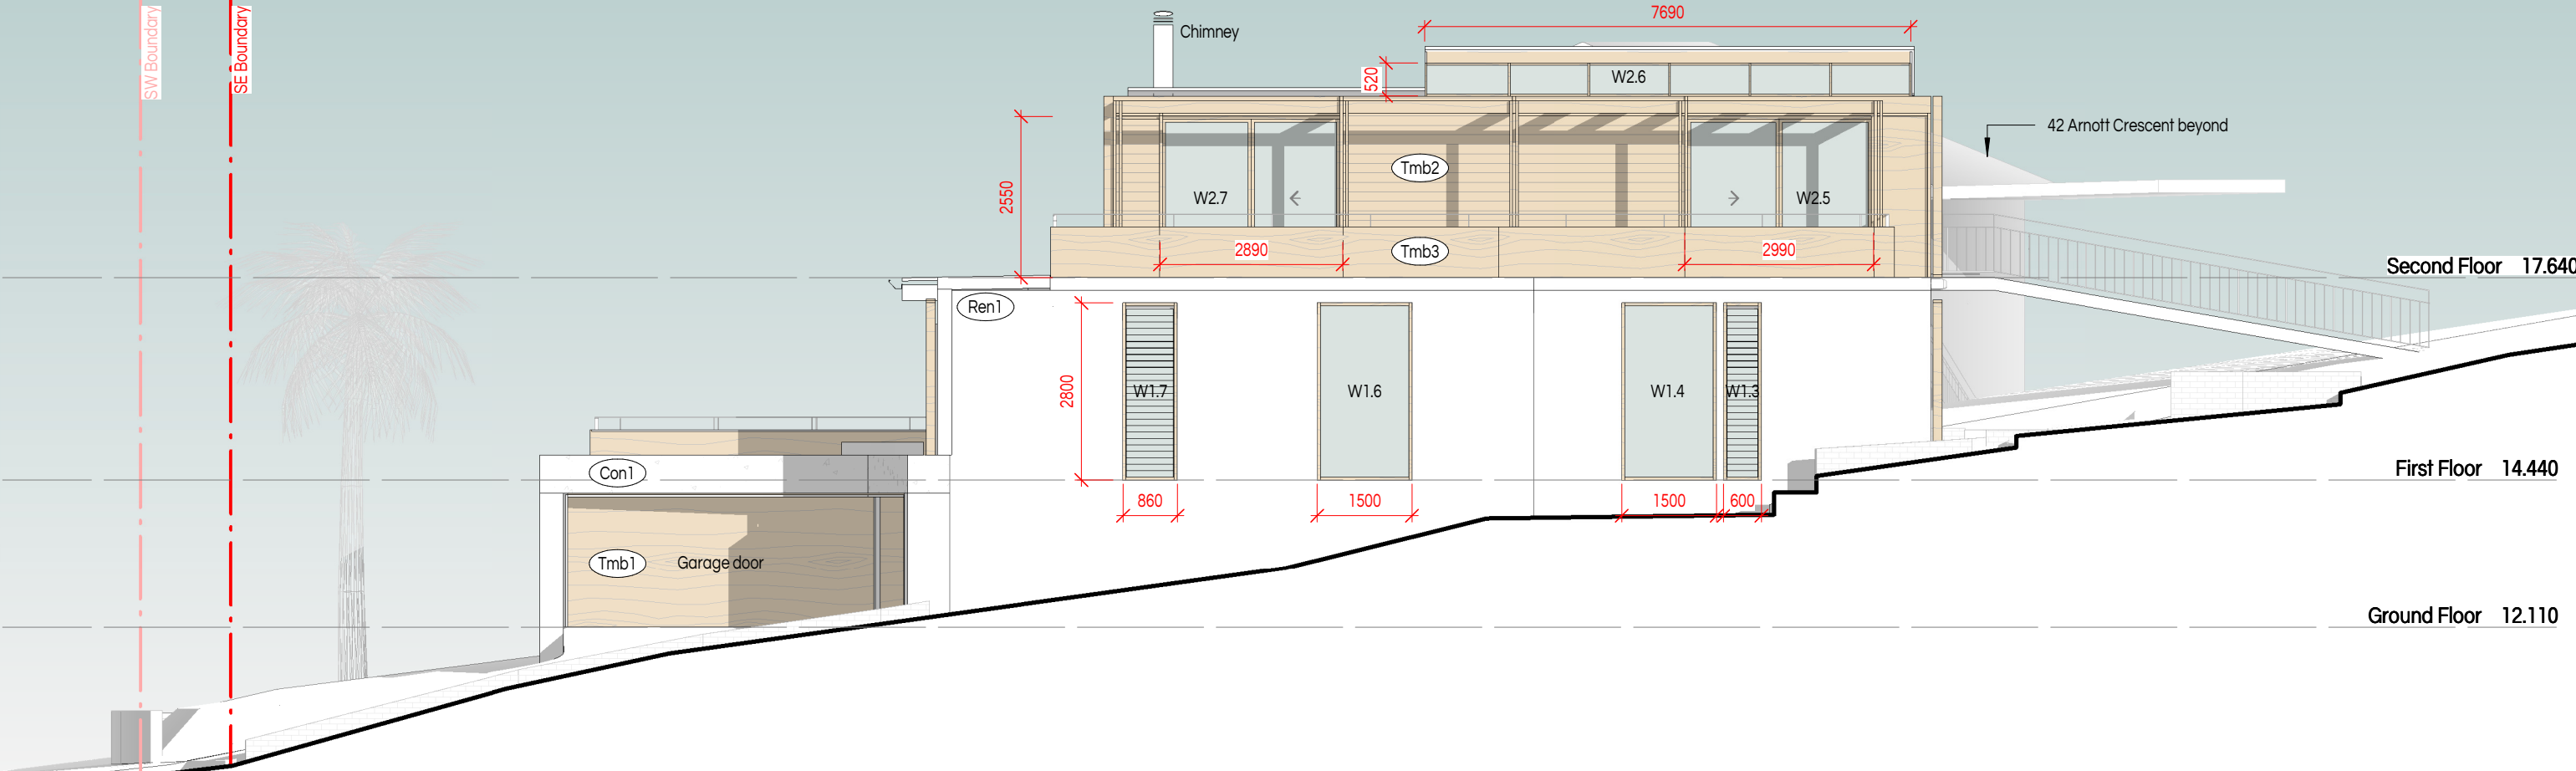 SW Boundary
SE Boundary
Chimney
7690
520
W2.6
42 Arnott Crescent beyond
2550
Tmb2
W2.7
W2.5
2890
Tmb3
2990
Second Floor 17.640
Ren1
2800
W1.7
W1.6
W1.4
W1.3
Con1
First Floor 14.440
860
1500
1500
600
Tmb1
Garage door
Ground Floor 12.110